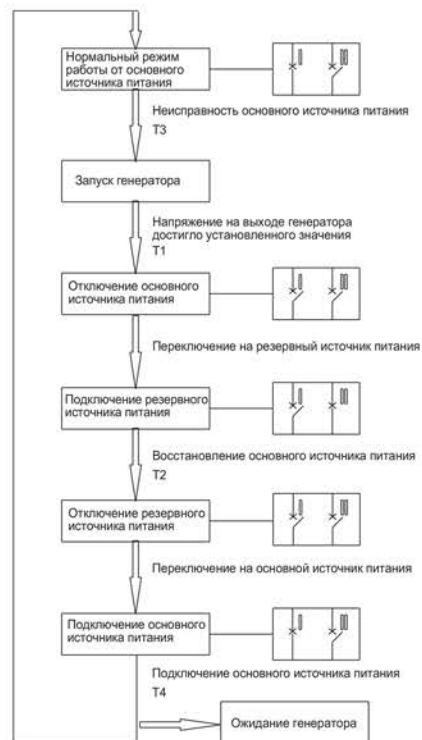 Нормальный режим
работы от основного
источника питания
Неисправность основного источника питания
T3
Запуск генератора
Напряжение на выходе генератора
достигло установленного значения
T1
Отключение основного
источника питания
Переключение на резервный источник питания
Подключение резервного
источника питания
Восстановление основного источника питания
T2
Отключение резервного
источника питания
Переключение на основной источник питания
Подключение основного
источника питания
Подключение основного источника питания
T4
Ожидание генератора